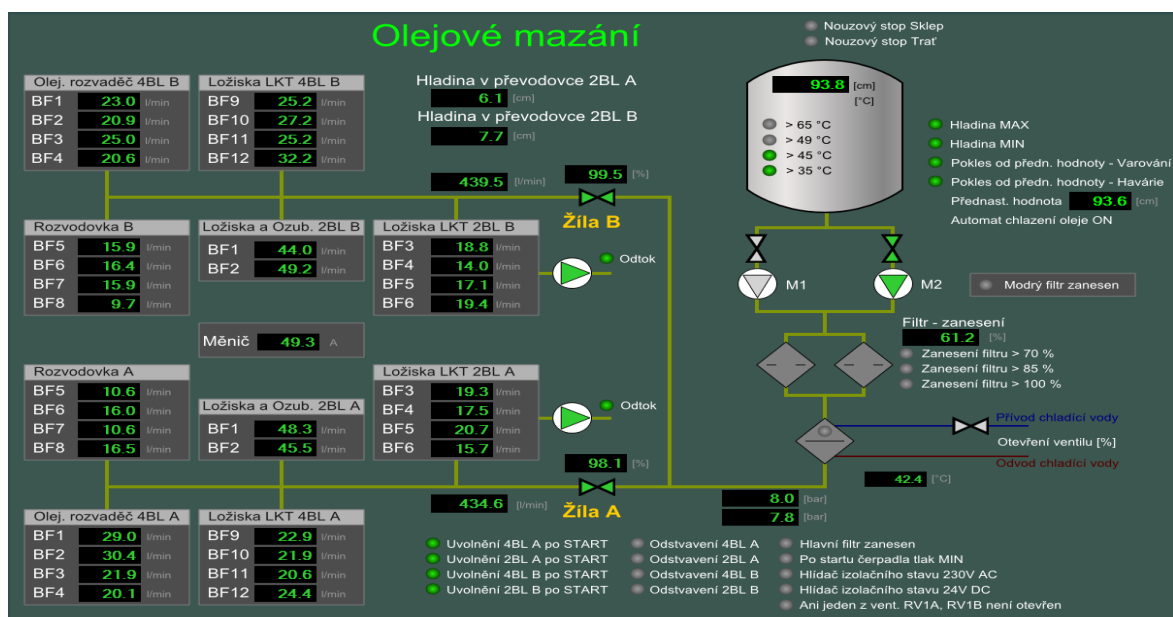 Olejové mazání
Nouzový stop Sklep
Nouzový stop Trať
Olej. rozvaděč 4BL B
BF1 23.0 l/min
BF2 20.9 l/min
BF3 25.0 l/min
BF4 20.6 l/min
Ložiska LKT 4BL B
BF9 25.2 l/min
BF10 27.2 l/min
BF11 25.2 l/min
BF12 32.2 l/min
Hladina v převodovce 2BL A
6.1 [cm]
Hladina v převodovce 2BL B
7.7 [cm]
93.8 [cm]
[°C]
> 65 °C
> 49 °C
> 45 °C
> 35 °C
Hladina MAX
Hladina MIN
Pokles od předn. hodnoty - Varování
Pokles od předn. hodnoty - Havárie
Přednast. hodnota 93.6 [cm]
Automat chlazení oleje ON
439.5 [l/min]
99.5 [%]
Žíla B
Rozvodovka B
BF5 15.9 l/min
BF6 16.4 l/min
BF7 15.9 l/min
BF8 9.7 l/min
Ložiska a Ozub. 2BL B
BF1 44.0 l/min
BF2 49.2 l/min
Ložiska LKT 2BL B
BF3 18.8 l/min
BF4 14.0 l/min
BF5 17.1 l/min
BF6 19.4 l/min
Odtok
M1
M2
Modrý filtr zanesen
Měnič 49.3 A
Filtr - zanesení
61.2 [%]
Zanesení filtru > 70 %
Zanesení filtru > 85 %
Zanesení filtru > 100 %
Rozvodovka A
BF5 10.6 l/min
BF6 16.0 l/min
BF7 10.6 l/min
BF8 16.5 l/min
Ložiska a Ozub. 2BL A
BF1 48.3 l/min
BF2 45.5 l/min
Ložiska LKT 2BL A
BF3 19.3 l/min
BF4 17.5 l/min
BF5 20.7 l/min
BF6 15.7 l/min
Odtok
Přívod chladící vody
Otevření ventilu [%]
Odvod chladící vody
42.4 [°C]
98.1 [%]
434.6 [l/min]
Žíla A
8.0 [bar]
7.8 [bar]
Olej. rozvaděč 4BL A
BF1 29.0 l/min
BF2 30.4 l/min
BF3 21.9 l/min
BF4 20.1 l/min
Ložiska LKT 4BL A
BF9 22.9 l/min
BF10 21.9 l/min
BF11 20.6 l/min
BF12 24.4 l/min
Uvolnění 4BL A po START
Uvolnění 2BL A po START
Uvolnění 4BL B po START
Uvolnění 2BL B po START
Odstvavení 4BL A
Odstvavení 2BL A
Odstvavení 4BL B
Odstvavení 2BL B
Hlavní filtr zanesen
Po startu čerpadla tlak MIN
Hlídač izolačního stavu 230V AC
Hlídač izolačního stavu 24V DC
Ani jeden z vent. RV1A, RV1B není otevřen